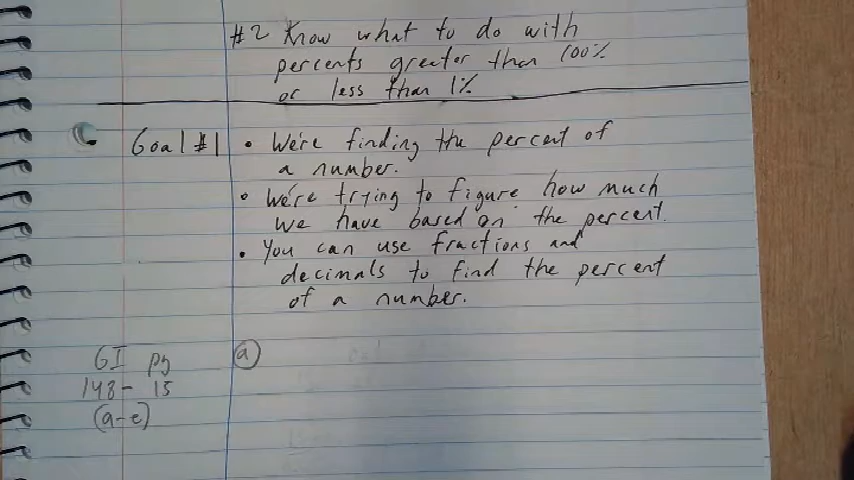 #2 Know what to do with
percents greater than 100%
or less than 1%
Goal #1 • We're finding the percent of
a number.
• We're trying to figure how much
we have based on the percent.
• You can use fractions and
decimals to find the percent
of a number.
GI pg (a)
148- 15
(a-e)